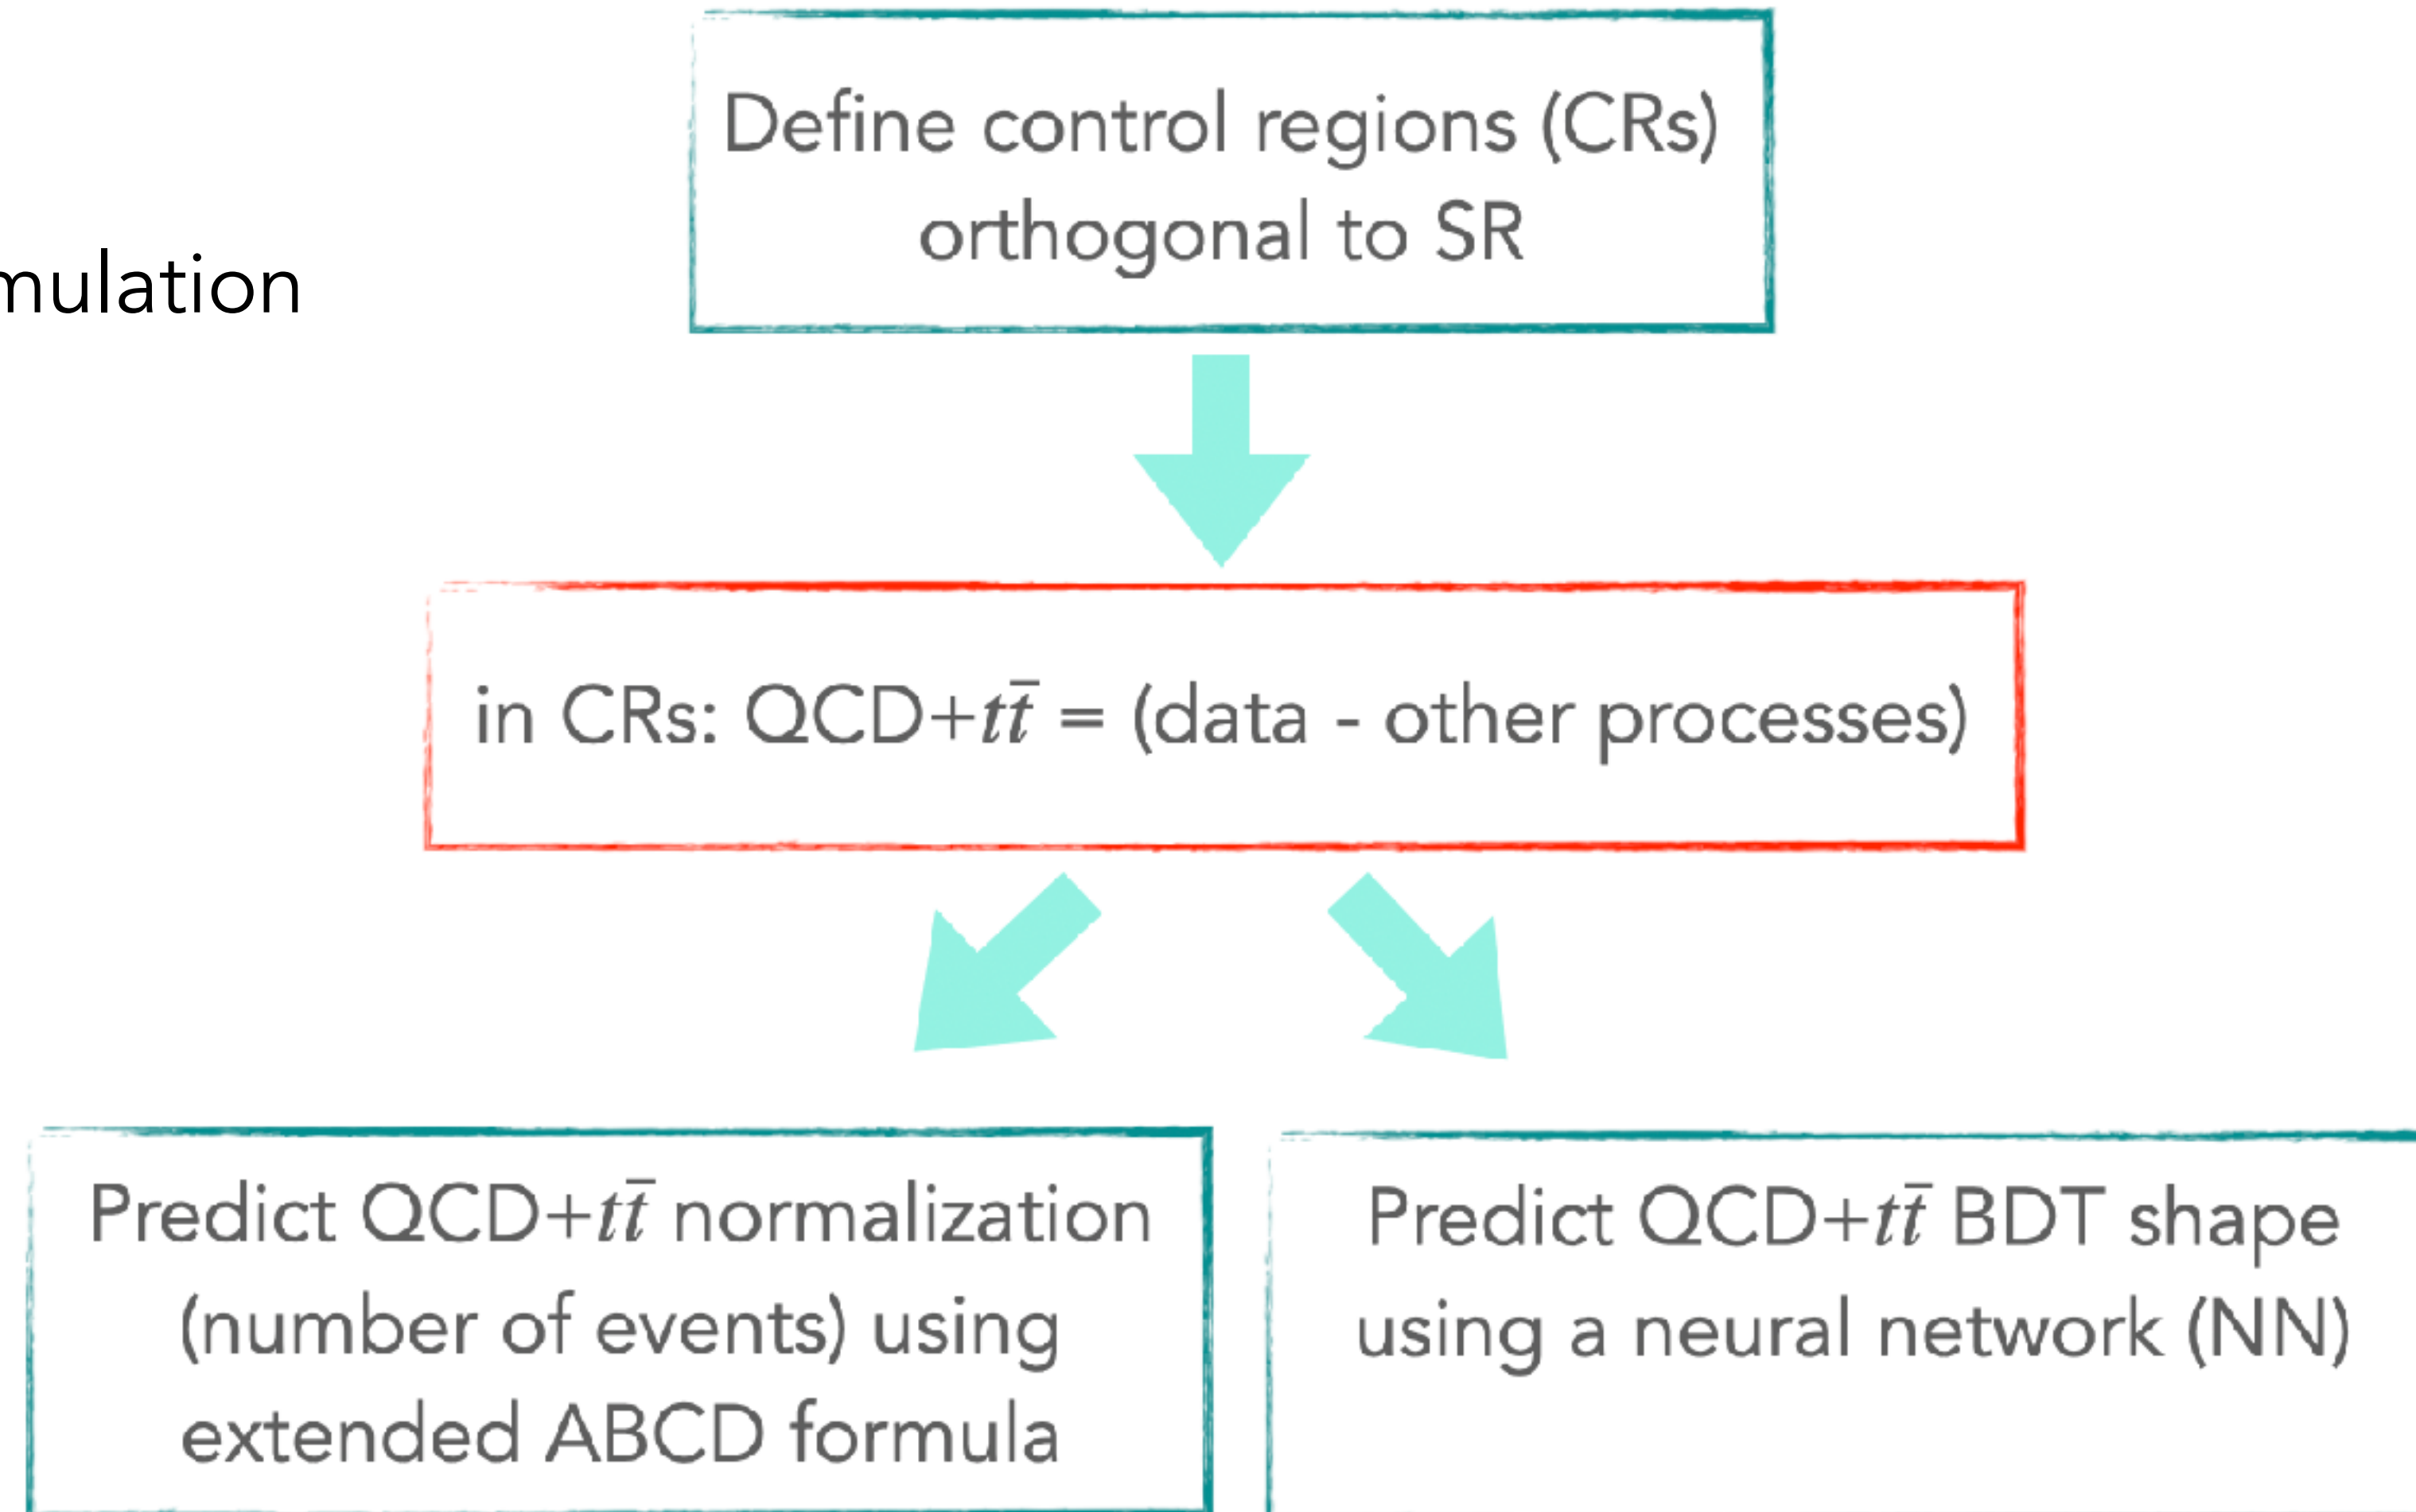 Define control regions (CRs)
orthogonal to SR
mulation
in CRs: QCD+tt̄ = (data - other processes)
Predict QCD+tt̄ normalization
(number of events) using
extended ABCD formula
Predict QCD+tt̄ BDT shape
using a neural network (NN)